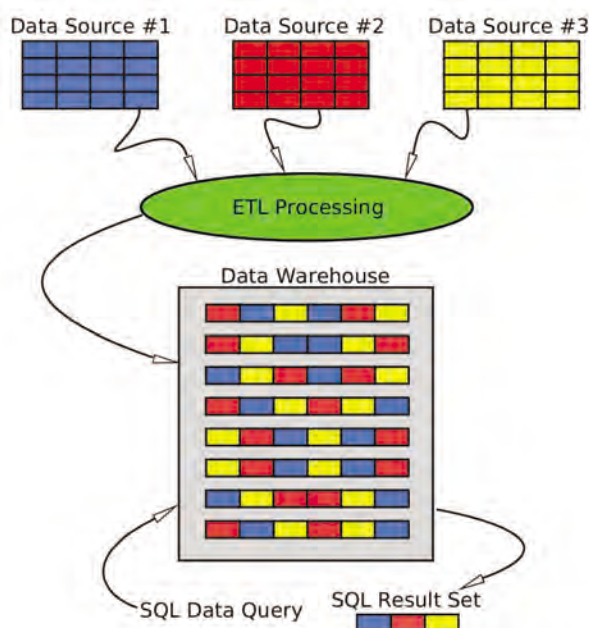 Data Source #1
Data Source #2
Data Source #3
ETL Processing
Data Warehouse
SQL Data Query
SQL Result Set